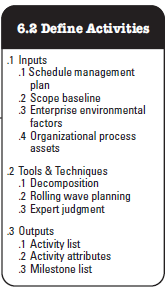 6.2 Define Activities
.1 Inputs
.1 Schedule management
plan
.2 Scope baseline
.3 Enterprise environmental
factors
.4 Organizational process
assets
.2 Tools & Techniques
.1 Decomposition
.2 Rolling wave planning
.3 Expert judgment
.3 Outputs
.1 Activity list
.2 Activity attributes
.3 Milestone list